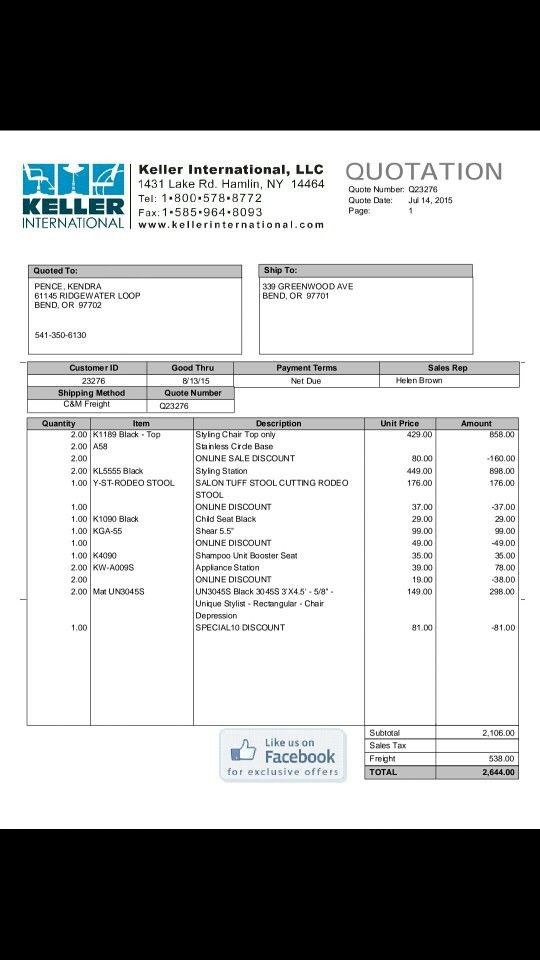 KELLER
INTERNATIONAL
Keller International, LLC
1431 Lake Rd. Hamlin, NY 14464
Tel: 1•800•578•8772
Fax: 1•585•964•8093
www.kellerinternational.com
QUOTATION
Quote Number: Q23276
Quote Date: Jul 14, 2015
Page: 1
Quoted To:
PENCE, KENDRA
61145 RIDGEWATER LOOP
BEND, OR 97702
541-350-6130
Ship To:
339 GREENWOOD AVE
BEND, OR 97701
Customer ID Good Thru Payment Terms Sales Rep
23276 8/13/15 Net Due Helen Brown
Shipping Method Quote Number
C&M Freight Q23276
Quantity Item Description Unit Price Amount
2.00 K1189 Black - Top Styling Chair Top only 429.00 858.00
2.00 A58 Stainless Circle Base
2.00 ONLINE SALE DISCOUNT 80.00 -160.00
2.00 KL5555 Black Styling Station 449.00 898.00
1.00 Y-ST-RODEO STOOL SALON TUFF STOOL CUTTING RODEO 176.00 176.00
STOOL
1.00 ONLINE DISCOUNT 37.00 -37.00
1.00 K1090 Black Child Seat Black 29.00 29.00
1.00 KGA-55 Shear 5.5" 99.00 99.00
1.00 ONLINE DISCOUNT 49.00 -49.00
1.00 K4090 Shampoo Unit Booster Seat 35.00 35.00
2.00 KW-A009S Appliance Station 39.00 78.00
2.00 ONLINE DISCOUNT 19.00 -38.00
2.00 Mat UN3045S UN3045S Black 3045S 3'X4.5' - 5/8" - 149.00 298.00
Unique Stylist - Rectangular - Chair
Depression
1.00 SPECIAL10 DISCOUNT 81.00 -81.00
Like us on
Facebook
for exclusive offers
Subtotal 2,106.00
Sales Tax
Freight 538.00
TOTAL 2,644.00